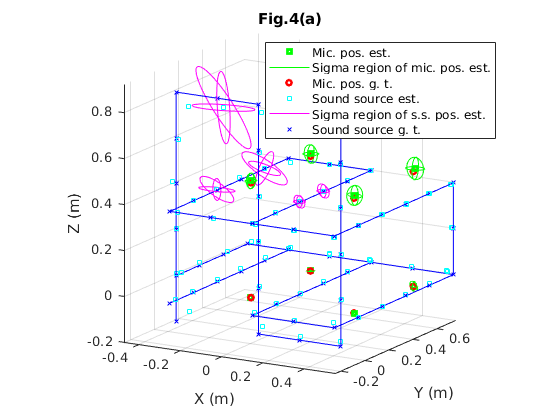 Fig.4(a)
Mic. pos. est.
Sigma region of mic. pos. est.
Mic. pos. g. t.
Sound source est.
Sigma region of s.s. pos. est.
Sound source g. t.
0.8
0.6
0.4
0.2
0
-0.2
Z (m)
-0.4
-0.2
0
0.2
0.4
X (m)
-0.2
0
0.2
0.4
0.6
Y (m)